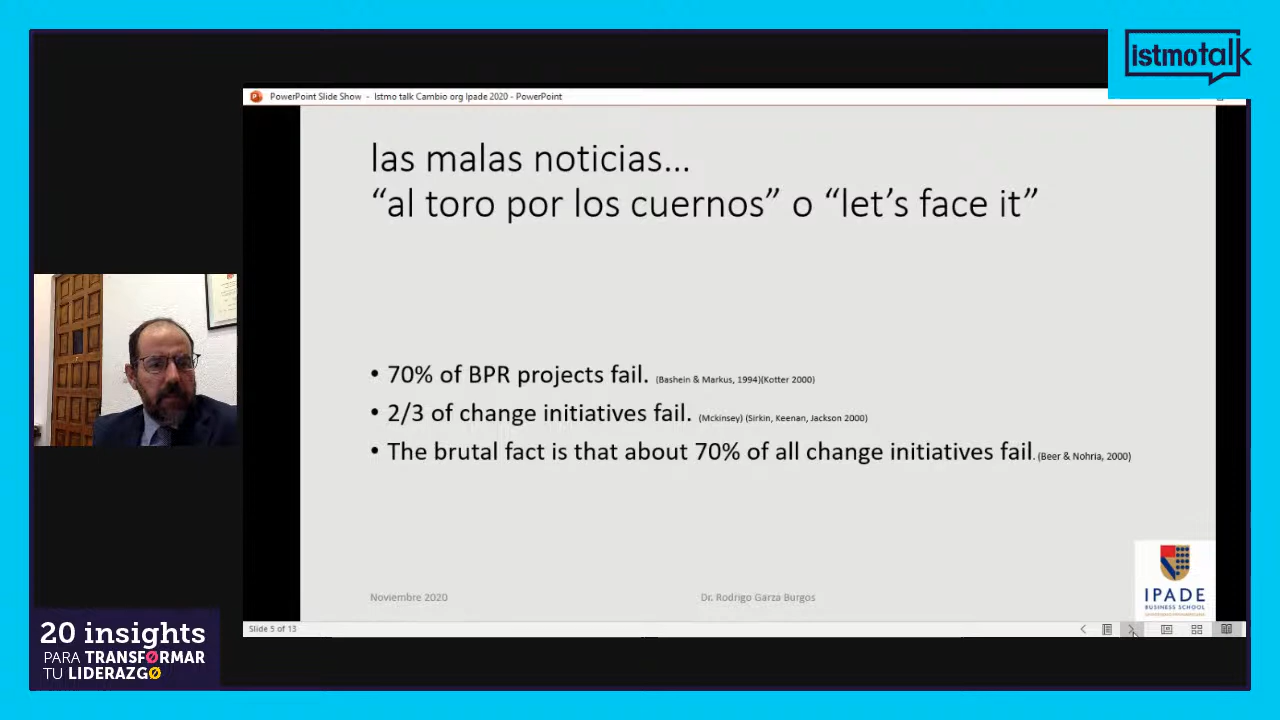 istmotalk
PowerPoint Slide Show - Istmo talk Cambio org Ipade 2020 - PowerPoint
las malas noticias...
“al toro por los cuernos” o “let’s face it”
• 70% of BPR projects fail. (Bashein & Markus, 1994)(Kotter 2000)
• 2/3 of change initiatives fail. (Mckinsey) (Sirkin, Keenan, Jackson 2000)
• The brutal fact is that about 70% of all change initiatives fail. (Beer & Nohria, 2000)
IPADE
BUSINESS SCHOOL
Noviembre 2020
Dr. Rodrigo Garza Burgos
Slide 5 of 13
20 insights
PARA TRANSFØRMAR
TU LIDERAZGØ